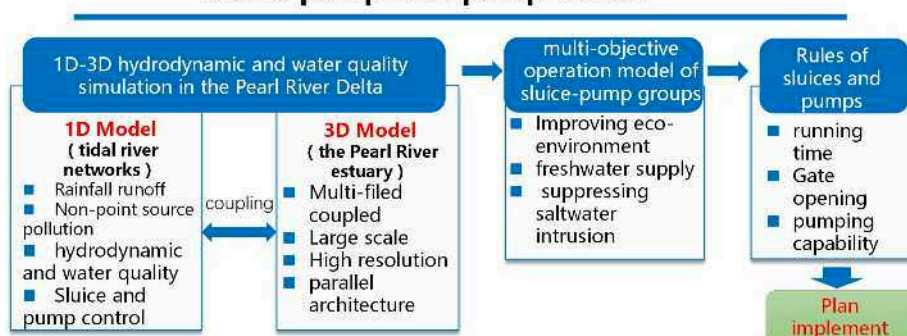 1D-3D hydrodynamic and water quality
simulation in the Pearl River Delta
1D Model
( tidal river
networks )
Rainfall runoff
Non-point source
pollution
hydrodynamic
and water quality
Sluice and
pump control
coupling
3D Model
( the Pearl River
estuary )
Multi-filed
coupled
Large scale
High resolution
parallel
architecture
multi-objective
operation model of
sluice-pump groups
Improving eco-
environment
freshwater supply
suppressing
saltwater
intrusion
Rules of
sluices and
pumps
running
time
Gate
opening
pumping
capability
Plan
implement